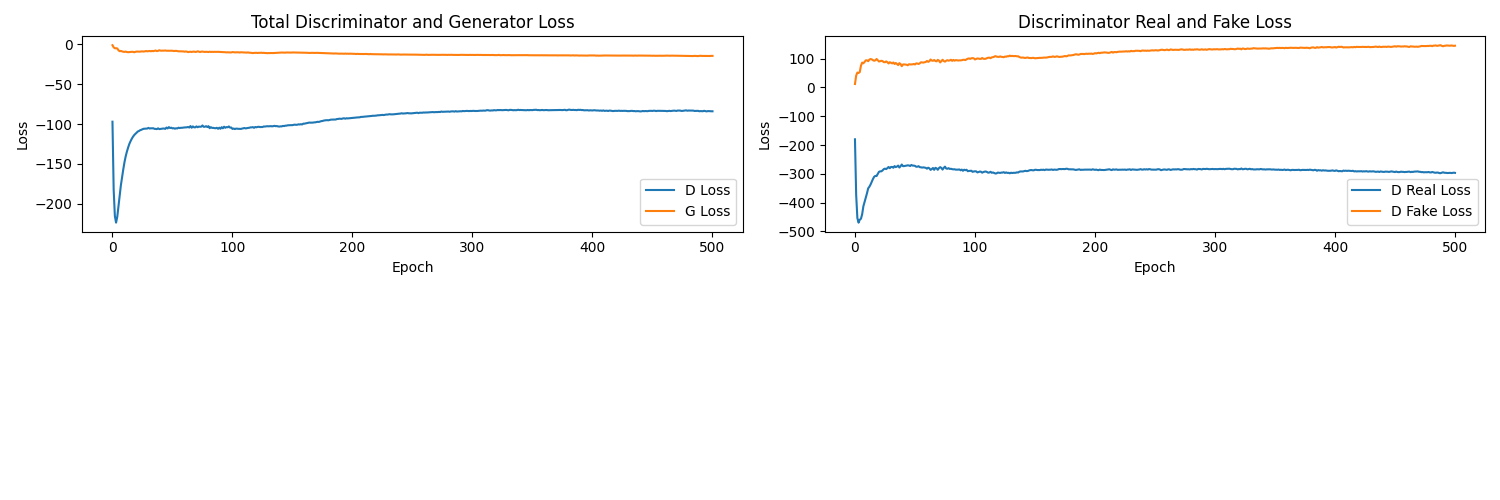 Total Discriminator and Generator Loss
Loss
0
−50
−100
−150
−200
D Loss
G Loss
0 100 200 300 400 500
Epoch
Discriminator Real and Fake Loss
Loss
100
0
−100
−200
−300
−400
−500
D Real Loss
D Fake Loss
0 100 200 300 400 500
Epoch